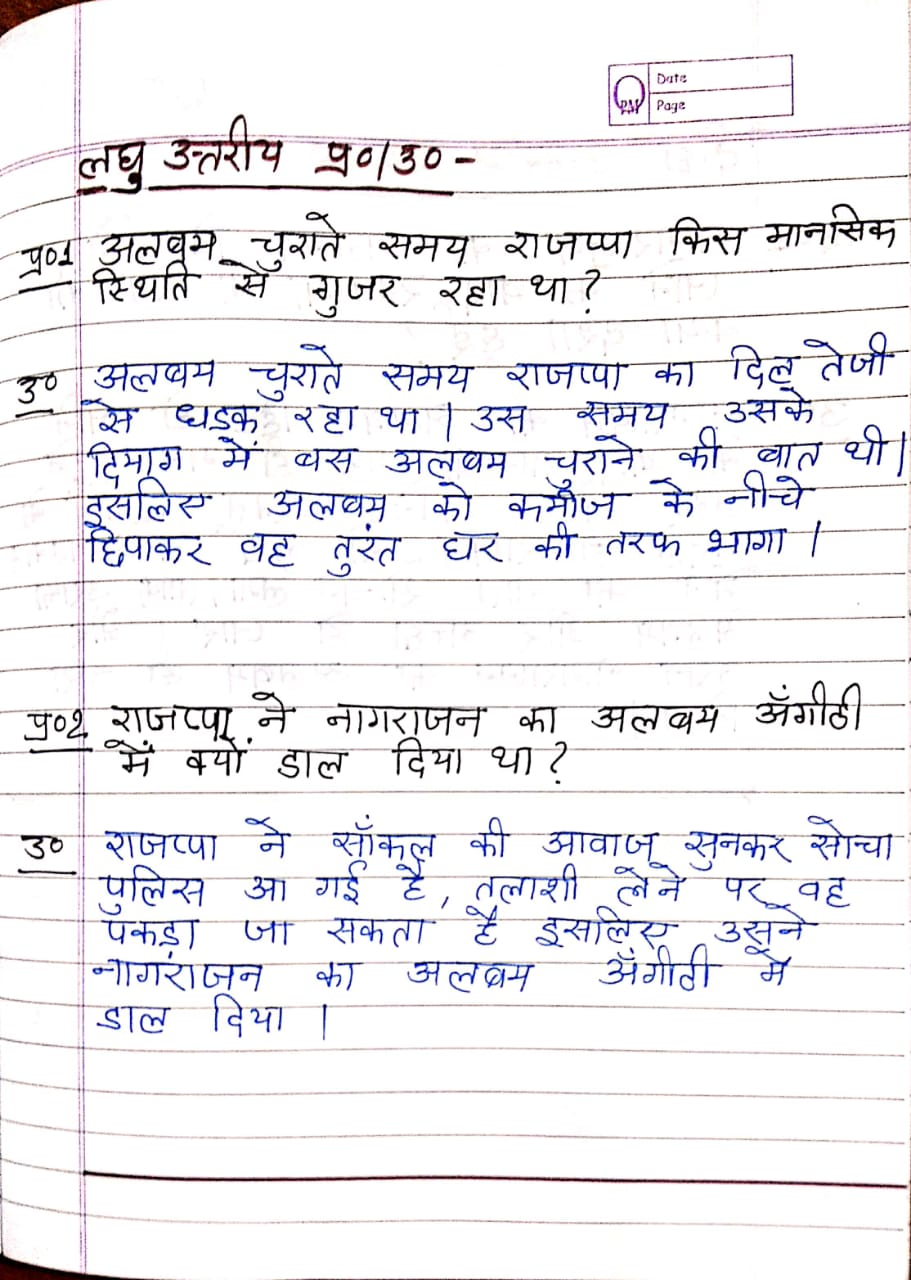 Date
Page
लघु उत्तरीय प्र०/उ० -
प्र०1 अलबम चुराते समय राजप्पा किस मानसिक
स्थिति से गुजर रहा था?
उ० अलबम चुराते समय राजप्पा का दिल तेजी
से धड़क रहा था। उस समय उसके
दिमाग में बस अलबम चुराने की बात थी।
इसलिए अलबम को कमीज के नीचे
छिपाकर वह तुरंत घर की तरफ भागा।
प्र०2 राजप्पा ने नागराजन का अलबम अँगीठी
में क्यों डाल दिया था?
उ० राजप्पा ने साँकल की आवाज़ सुनकर सोचा
पुलिस आ गई है, तलाशी लेने पर वह
पकड़ा जा सकता है इसलिए उसने
नागराजन का अलबम अँगीठी में
डाल दिया।